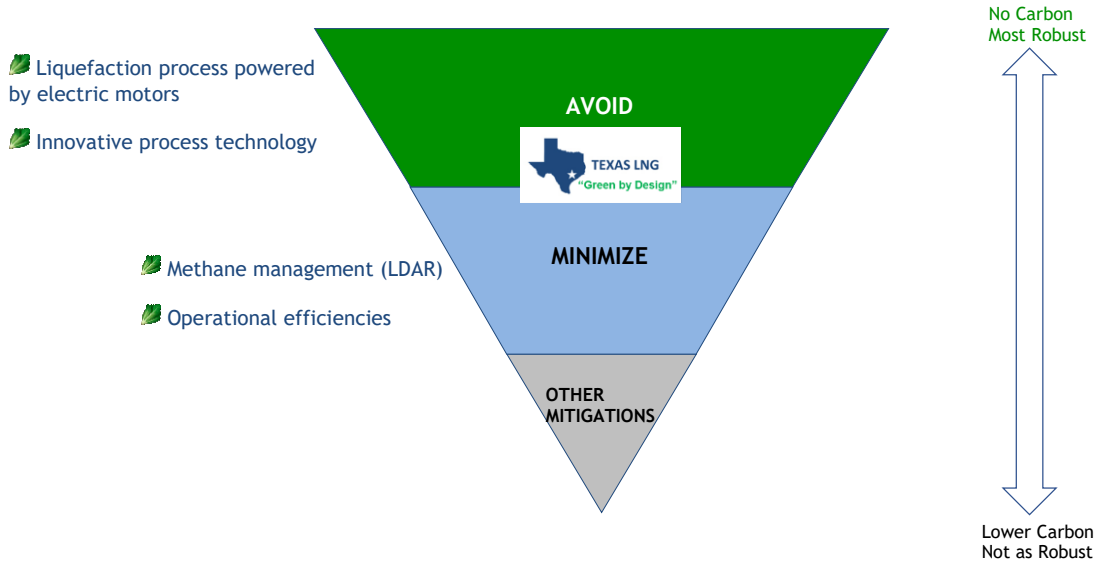 No Carbon
Most Robust
Liquefaction process powered
by electric motors
Innovative process technology
AVOID
TEXAS LNG
"Green by Design"
MINIMIZE
Methane management (LDAR)
Operational efficiencies
OTHER
MITIGATIONS
Lower Carbon
Not as Robust